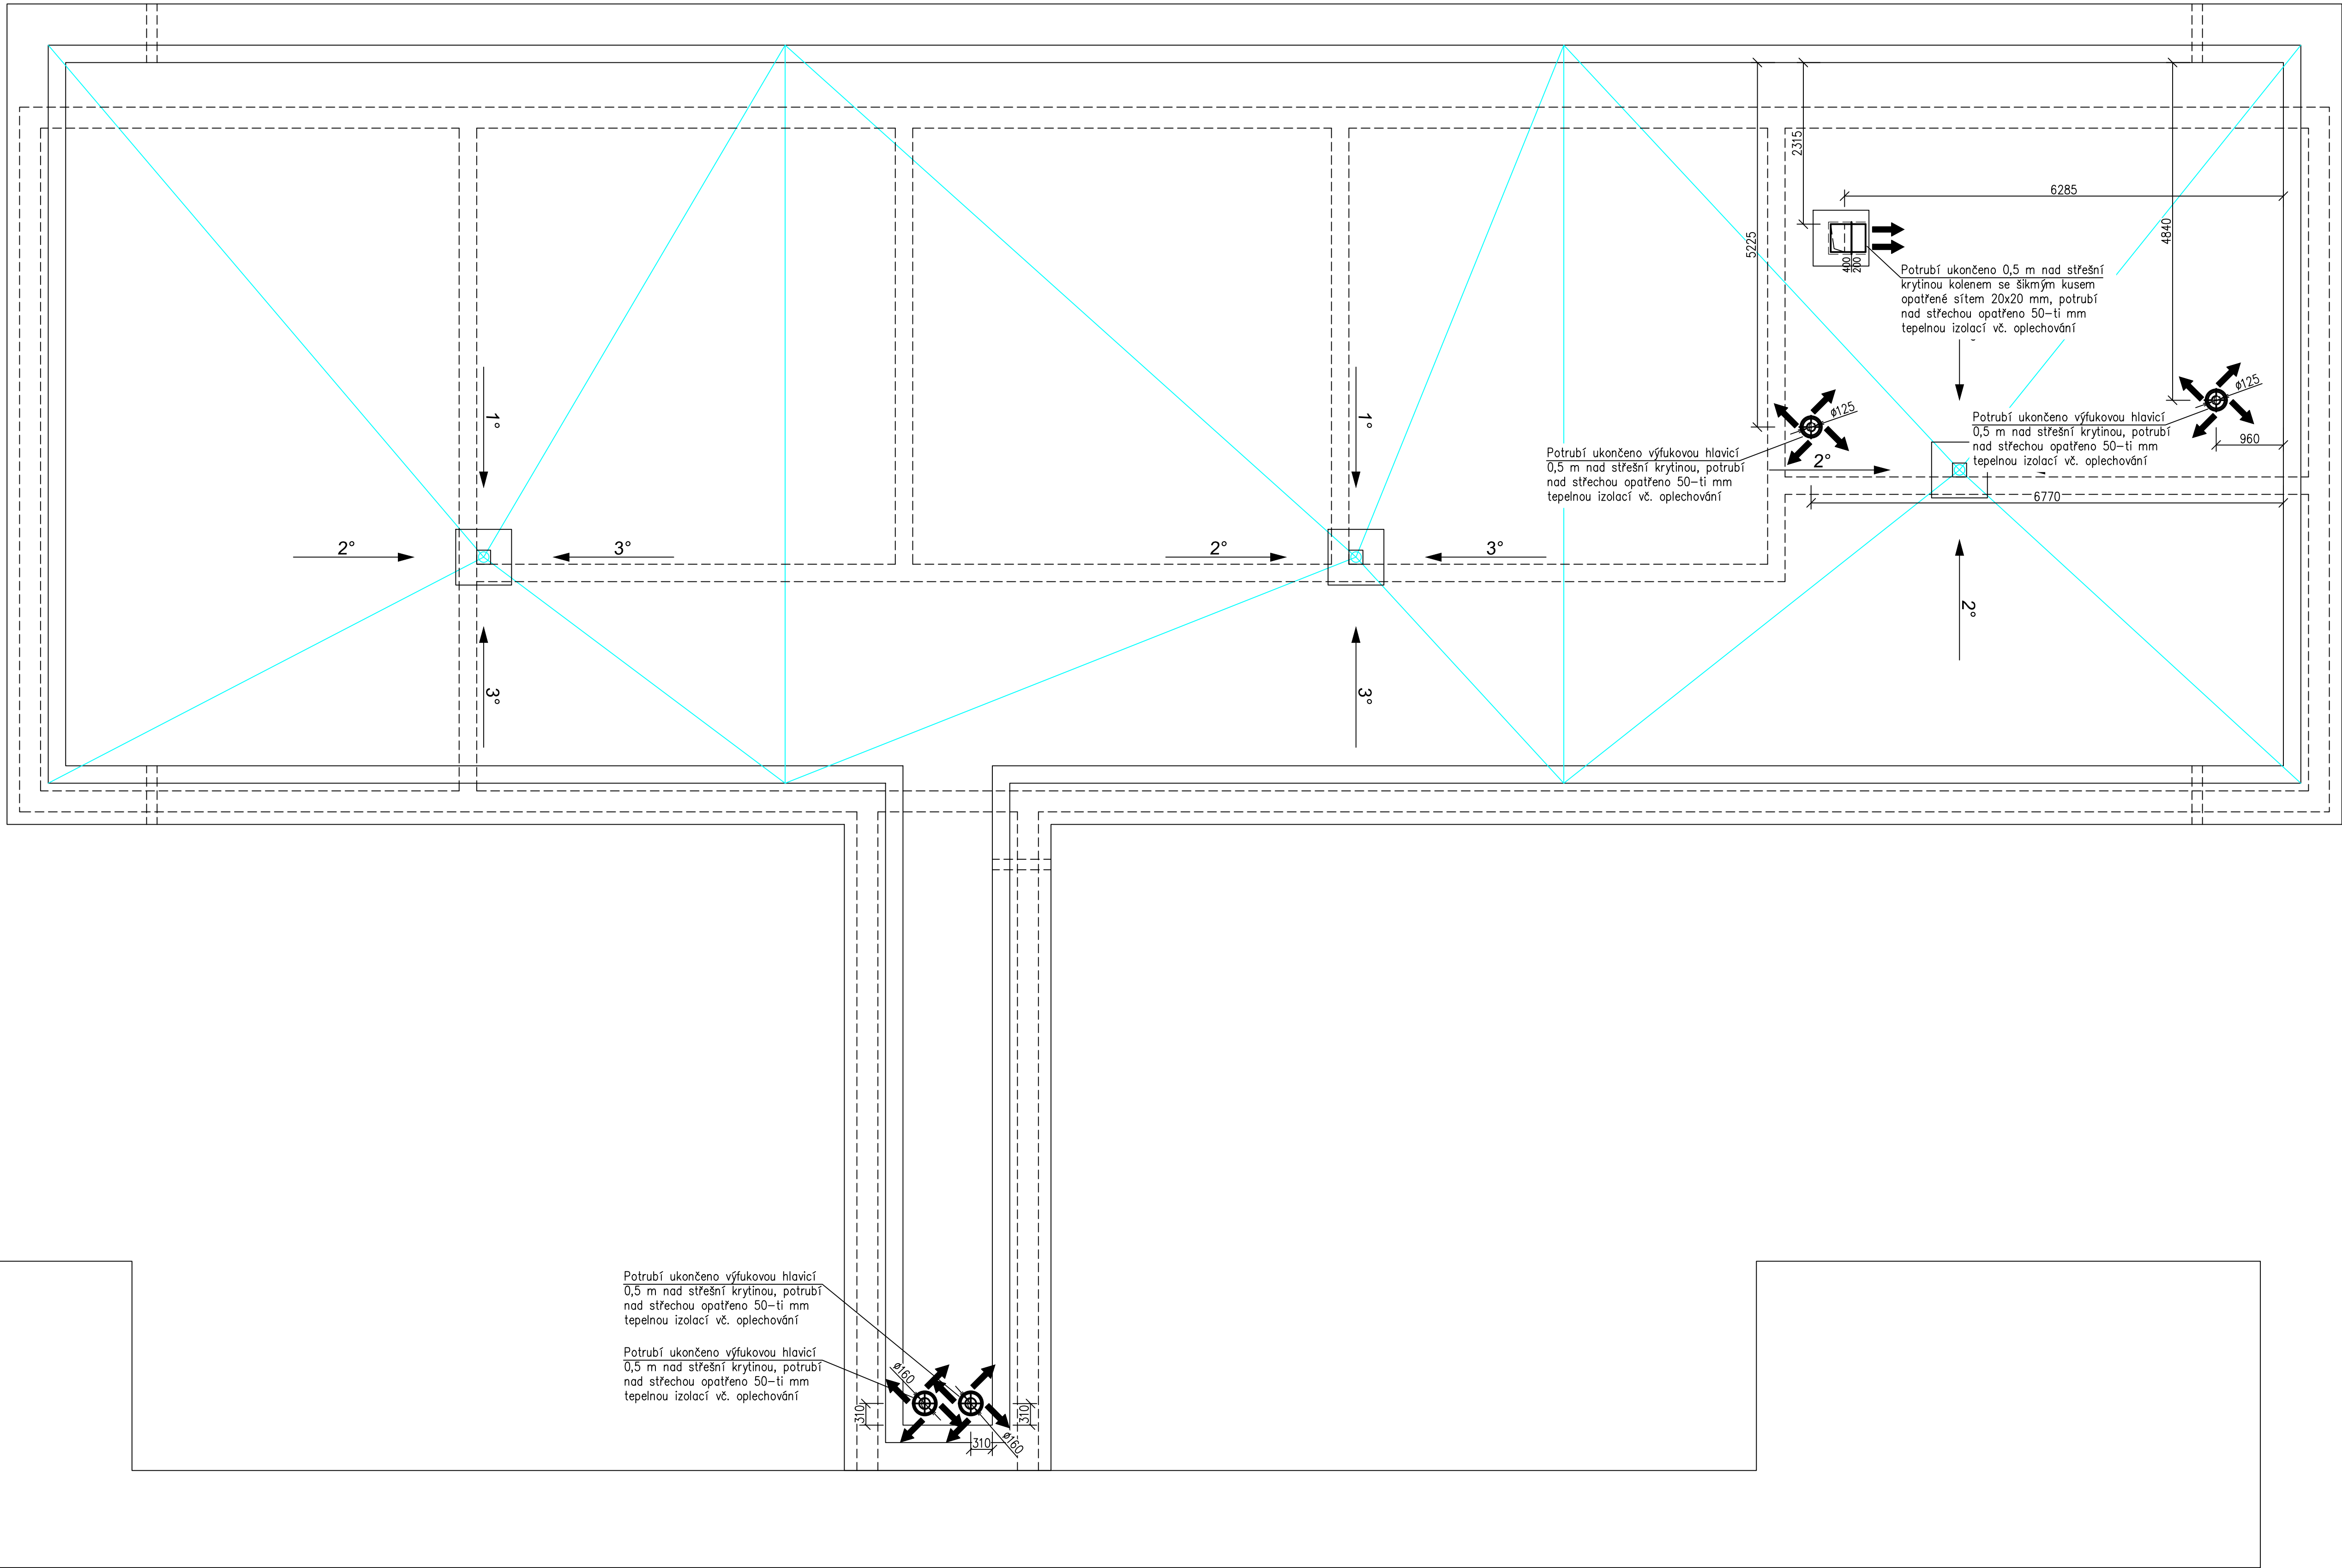 2315
6285
5225
4840
400
200
Potrubí ukončeno 0,5 m nad střešní
krytinou kolenem se šikmým kusem
opatřené sítem 20x20 mm, potrubí
nad střechou opatřeno 50-ti mm
tepelnou izolací vč. oplechování
ø125
ø125
1°
1°
Potrubí ukončeno výfukovou hlavicí
0,5 m nad střešní krytinou, potrubí
nad střechou opatřeno 50-ti mm
tepelnou izolací vč. oplechování
960
Potrubí ukončeno výfukovou hlavicí
0,5 m nad střešní krytinou, potrubí
nad střechou opatřeno 50-ti mm
tepelnou izolací vč. oplechování
2°
6770
2°
3°
2°
3°
2°
3°
3°
Potrubí ukončeno výfukovou hlavicí
0,5 m nad střešní krytinou, potrubí
nad střechou opatřeno 50-ti mm
tepelnou izolací vč. oplechování
Potrubí ukončeno výfukovou hlavicí
0,5 m nad střešní krytinou, potrubí
nad střechou opatřeno 50-ti mm
tepelnou izolací vč. oplechování
ø160
310
310
310
ø160